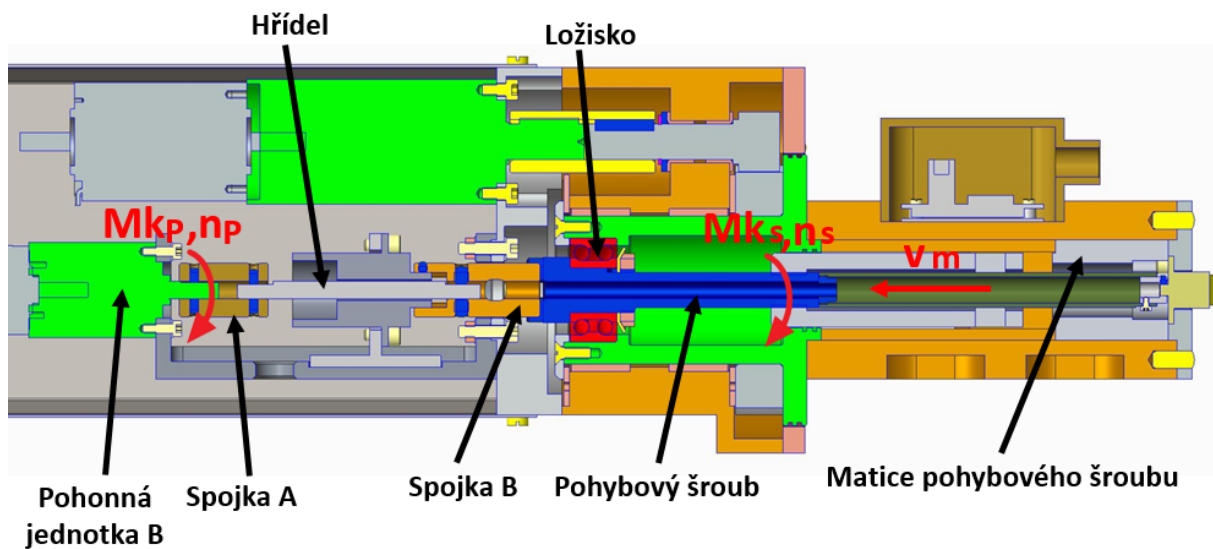 Hřídel
Ložisko
MkP,nP
MkS,nS
vm
Pohonná
jednotka B
Spojka A
Spojka B
Pohybový šroub
Matice pohybového šroubu